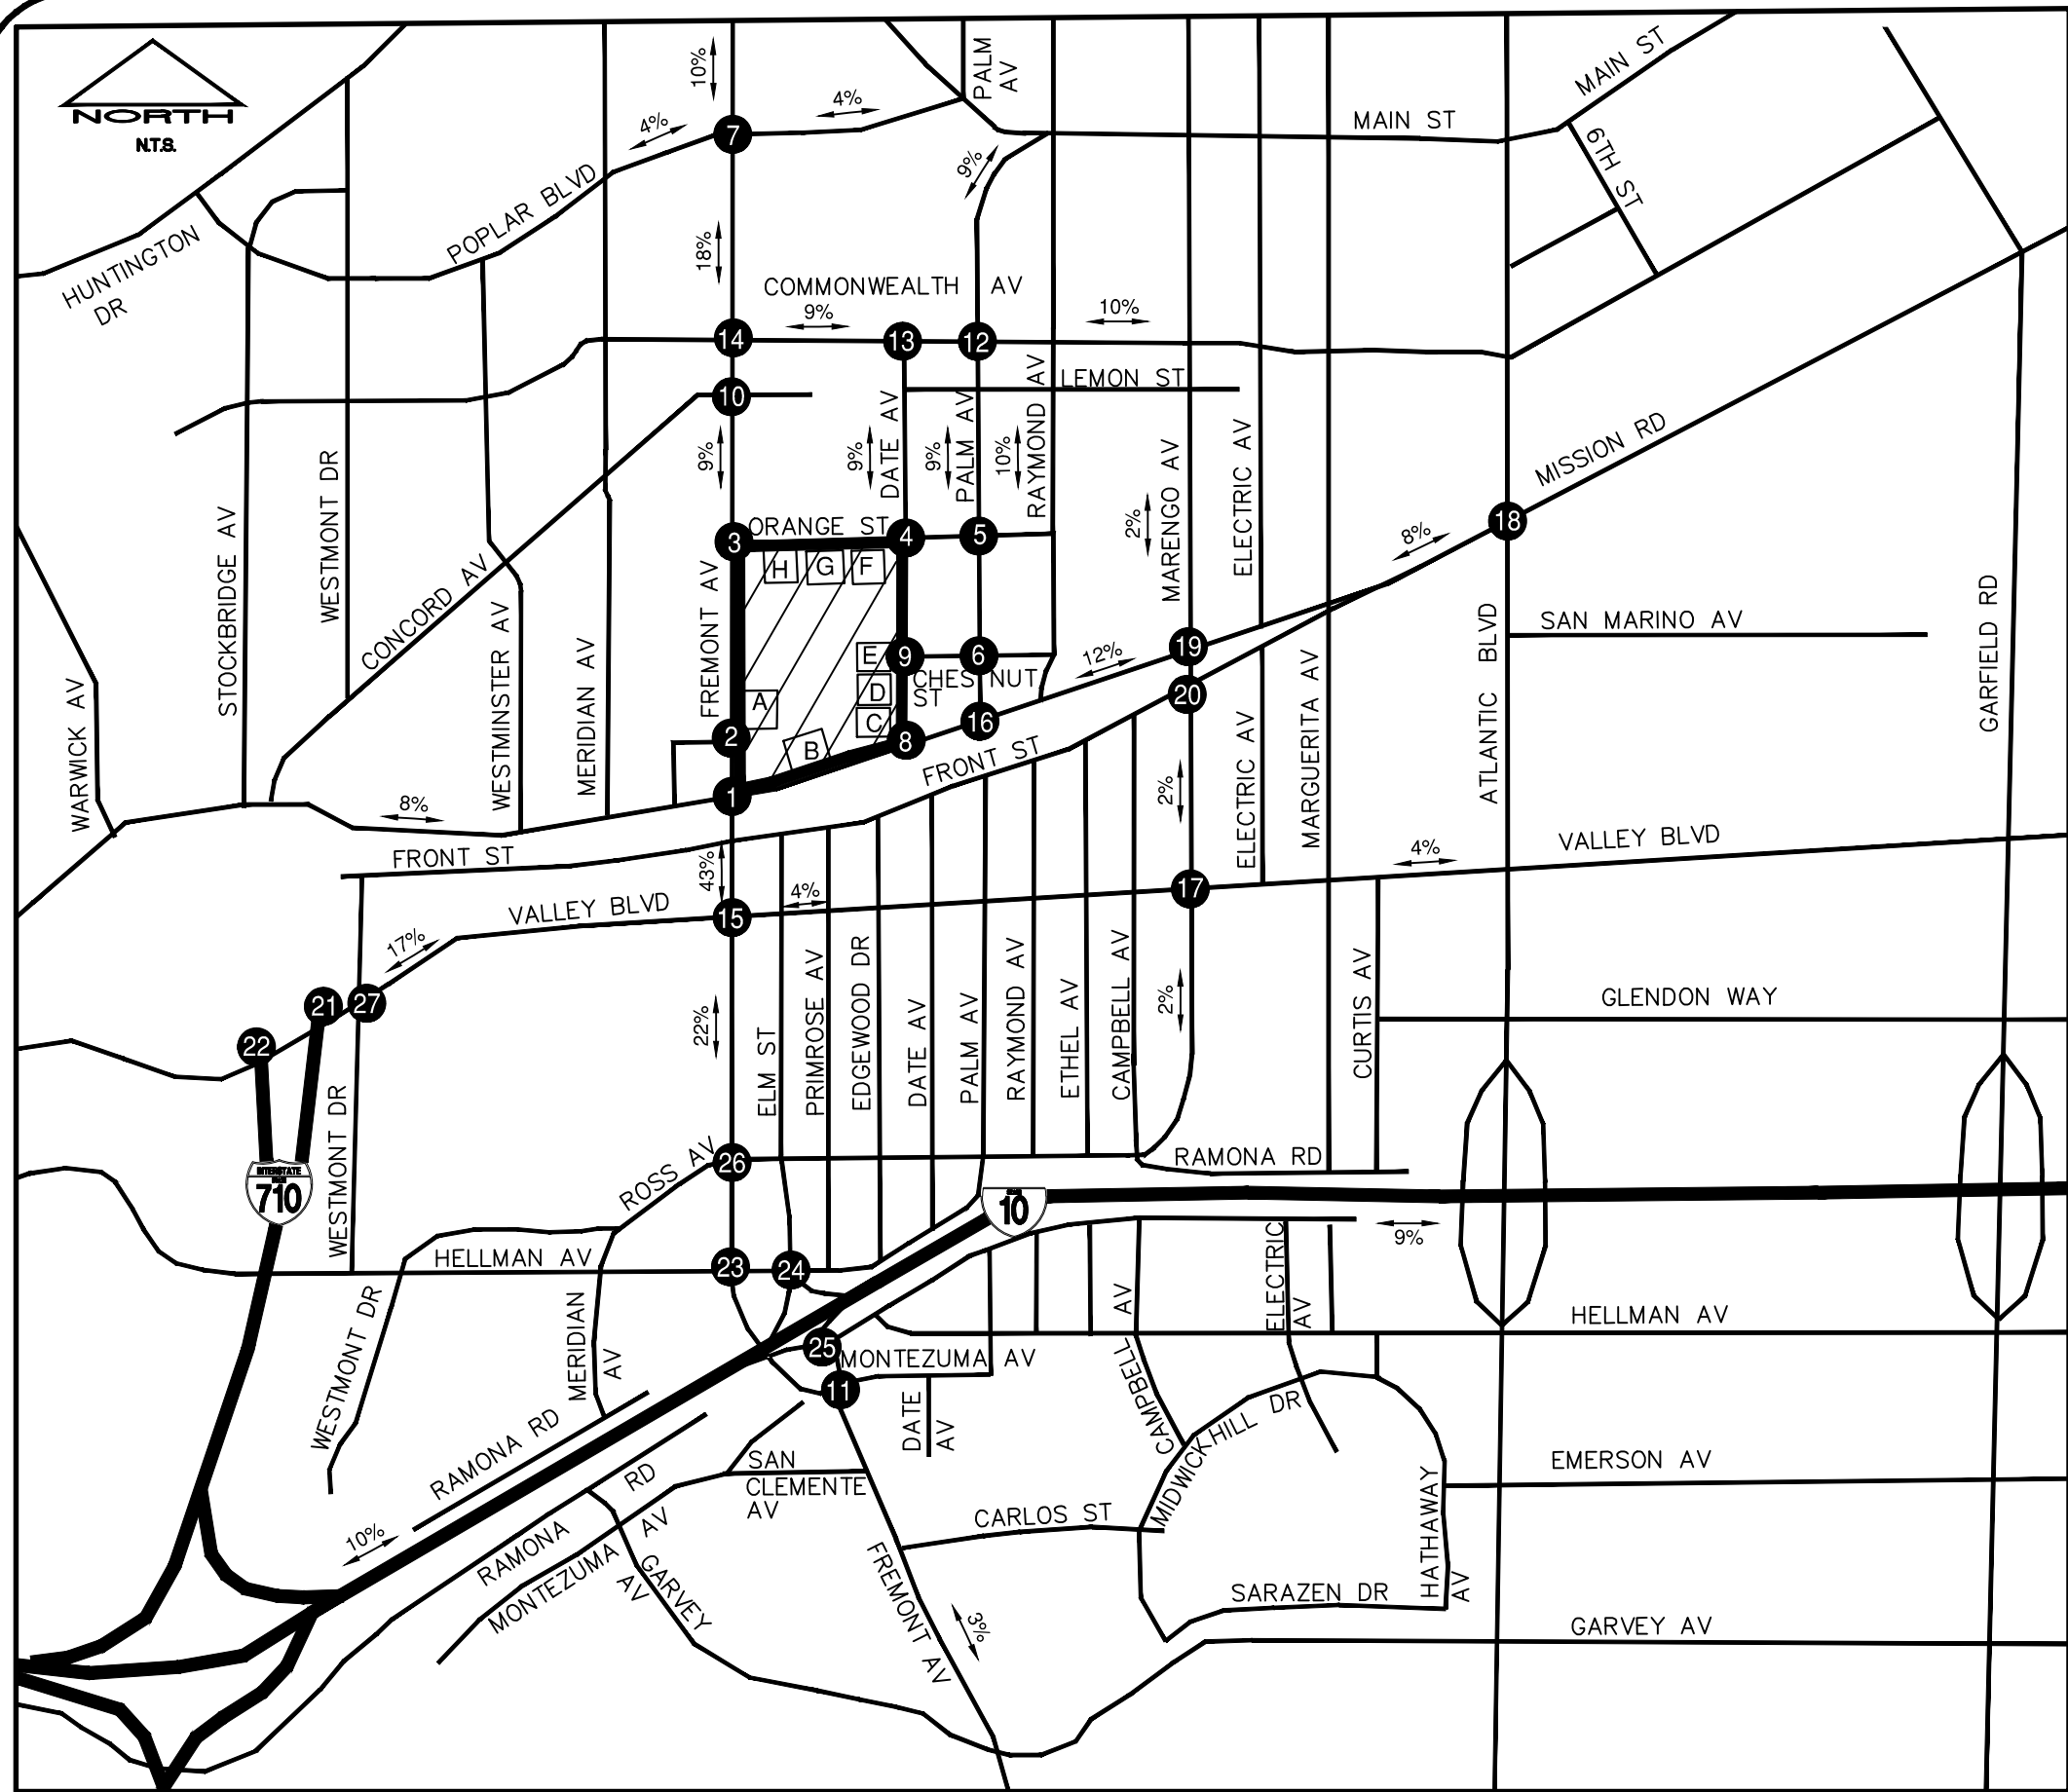 NORTH
N.T.S.
10%
PALM
AV
MAIN ST
4%
4%
7
MAIN ST
9%
6TH ST
HUNTINGTON
DR
POPLAR BLVD
18%
COMMONWEALTH AV
9%
10%
14
13
12
10
LEMON ST
9%
9%
DATE AV
9%
PALM AV
10%
RAYMOND AV
MARENGO AV
2%
ELECTRIC AV
MISSION RD
8%
18
STOCKBRIDGE AV
WESTMONT DR
CONCORD AV
WESTMINSTER AV
MERIDIAN AV
WARWICK AV
FREMONT AV
ORANGE ST
3
4
5
H
G
F
E
9
6
CHESNUT
ST
D
C
A
B
2
8
16
1
12%
19
20
FRONT ST
SAN MARINO AV
GARFIELD RD
ATLANTIC BLVD
MARGUERITA AV
ELECTRIC AV
2%
8%
FRONT ST
43%
4%
15
17
4%
VALLEY BLVD
VALLEY BLVD
17%
21
27
22
22%
ELM ST
PRIMROSE AV
EDGEWOOD DR
DATE AV
PALM AV
RAYMOND AV
ETHEL AV
CAMPBELL AV
2%
CURTIS AV
GLENDON WAY
WESTMONT DR
INTERSTATE
710
ROSS AV
26
RAMONA RD
10
9%
HELLMAN AV
23
24
25
11
WESTMONT DR
MERIDIAN
AV
MONTEZUMA AV
DATE
AV
CAMPBELL
AV
ELECTRIC
AV
HELLMAN AV
MIDWICKHILL DR
RAMONA RD
10%
RAMONA RD
MONTEZUMA AV
GARVEY
AV
SAN
CLEMENTE
AV
CARLOS ST
FREMONT AV
3%
EMERSON AV
HATHAWAY
AV
SARAZEN DR
GARVEY AV